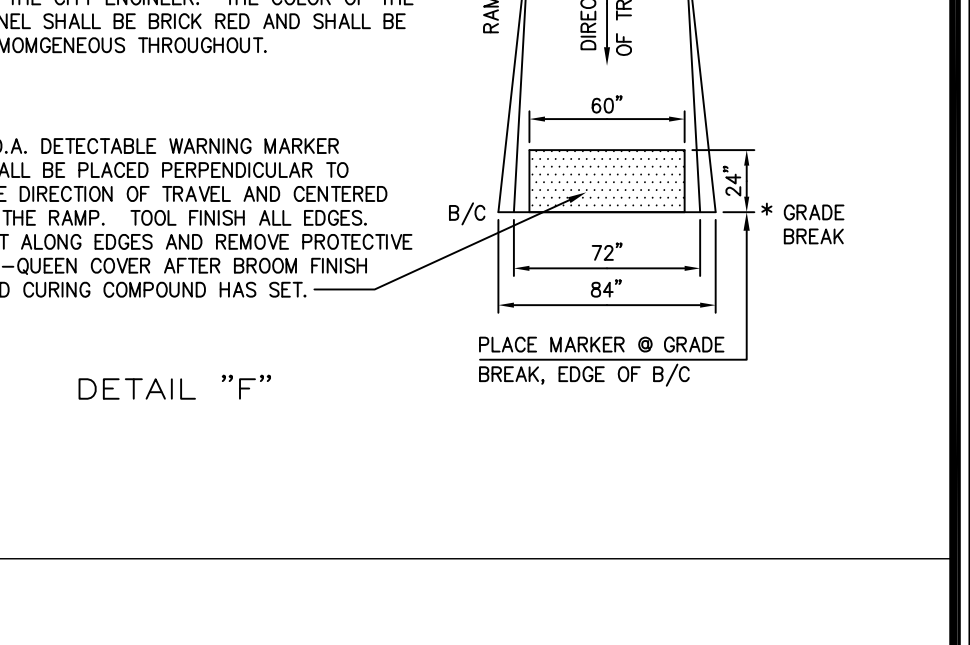 THE CITY ENGINEER. THE COLOR OF THE
NEL SHALL BE BRICK RED AND SHALL BE
MOMGENEOUS THROUGHOUT.
.A. DETECTABLE WARNING MARKER
ALL BE PLACED PERPENDICULAR TO
E DIRECTION OF TRAVEL AND CENTERED
THE RAMP. TOOL FINISH ALL EDGES.
T ALONG EDGES AND REMOVE PROTECTIVE
-QUEEN COVER AFTER BROOM FINISH
D CURING COMPOUND HAS SET.
DETAIL "F"
RAM
DIREC
OF TR
60"
24"
B/C
* GRADE
BREAK
72"
84"
PLACE MARKER @ GRADE
BREAK, EDGE OF B/C